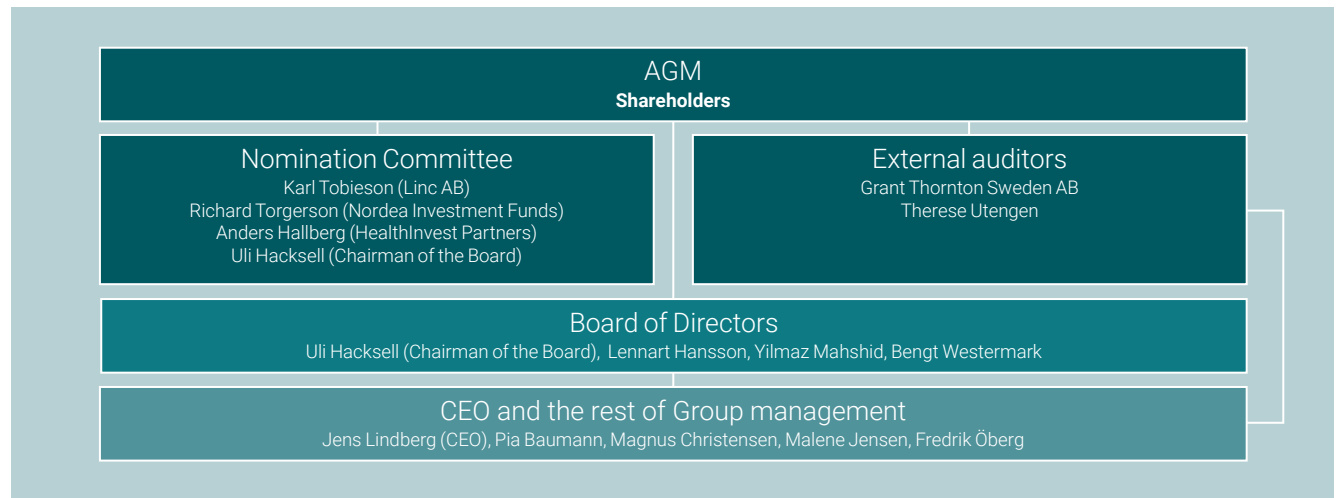 AGM
Shareholders
Nomination Committee
Karl Tobieson (Linc AB)
Richard Torgerson (Nordea Investment Funds)
Anders Hallberg (HealthInvest Partners)
Uli Hacksell (Chairman of the Board)
External auditors
Grant Thornton Sweden AB
Therese Utengen
Board of Directors
Uli Hacksell (Chairman of the Board), Lennart Hansson, Yilmaz Mahshid, Bengt Westermark
CEO and the rest of Group management
Jens Lindberg (CEO), Pia Baumann, Magnus Christensen, Malene Jensen, Fredrik Öberg